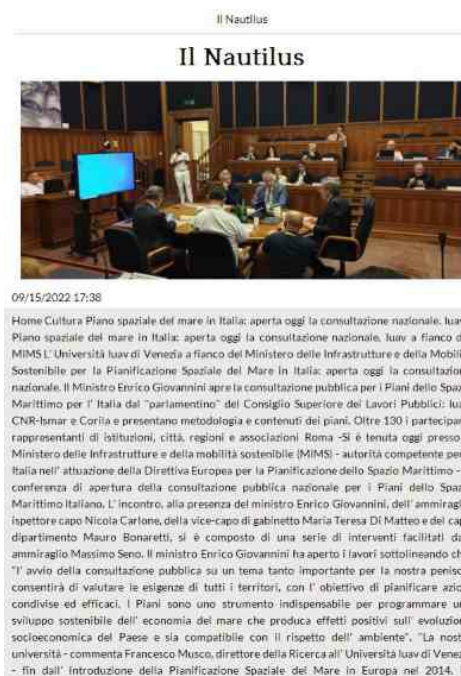 Il Nautilus
Il Nautilus
09/15/2022 17:38
Home Cultura Piano spaziale del mare in Italia: aperta oggi la consultazione nazionale. Iuav
Piano spaziale del mare in Italia: aperta oggi la consultazione nazionale. Iuav a fianco d
MIMS L' Università Iuav di Venezia a fianco del Ministero delle Infrastrutture e della Mobili
Sostenibile per la Pianificazione Spaziale del Mare in Italia: aperta oggi la consultazion
nazionale. Il Ministro Enrico Giovannini apre la consultazione pubblica per i Piani dello Spaz
Marittimo per l' Italia dal "parlamentino" del Consiglio Superiore dei Lavori Pubblici: Iu
CNR-Ismar e Corila e presentano metodologia e contenuti dei piani. Oltre 130 i partecipan
rappresentanti di istituzioni, città, regioni e associazioni Roma -Si è tenuta oggi presso
Ministero delle Infrastrutture e della mobilità sostenibile (MIMS) - autorità competente per
Italia nell' attuazione della Direttiva Europea per la Pianificazione dello Spazio Marittimo -
conferenza di apertura della consultazione pubblica nazionale per i Piani dello Spaz
Marittimo Italiano. L' incontro, alla presenza del ministro Enrico Giovannini, dell' ammiragli
ispettore capo Nicola Carlone, della vice-capo di gabinetto Maria Teresa Di Matteo e del cap
dipartimento Mauro Bonaretti, si è composto di una serie di interventi facilitati da
ammiraglio Massimo Seno. Il ministro Enrico Giovannini ha aperto i lavori sottolineando ch
"l' avvio della consultazione pubblica su un tema tanto importante per la nostra peniso
consentirà di valutare le esigenze di tutti i territori, con l' obiettivo di pianificare azio
condivise ed efficaci. I Piani sono uno strumento indispensabile per programmare un
sviluppo sostenibile dell' economia del mare che produca effetti positivi sull' evoluzion
socioeconomica del Paese e sia compatibile con il rispetto dell' ambiente". "La nost
università - commenta Francesco Musco, direttore della Ricerca all' Università Iuav di Venez
- fin dall' introduzione della Pianificazione Spaziale del Mare in Europa nel 2014,